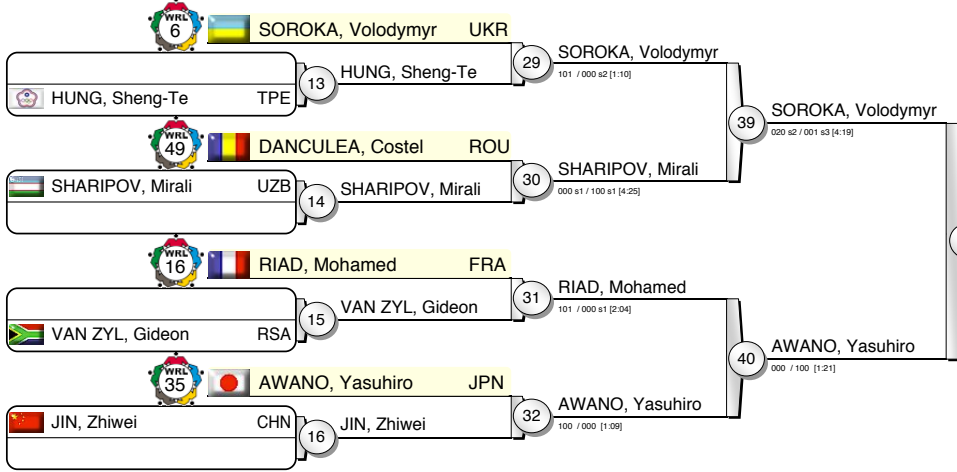 WRL
6
SOROKA, Volodymyr UKR
13
HUNG, Sheng-Te
HUNG, Sheng-Te TPE
29
SOROKA, Volodymyr
101 / 000 s2 [1:10]
WRL
49
DANCULEA, Costel ROU
SHARIPOV, Mirali UZB
14
SHARIPOV, Mirali
30
SHARIPOV, Mirali
000 s1 / 100 s1 [4:25]
39
SOROKA, Volodymyr
020 s2 / 001 s3 [4:19]
WRL
16
RIAD, Mohamed FRA
15
VAN ZYL, Gideon
VAN ZYL, Gideon RSA
31
RIAD, Mohamed
101 / 000 s1 [2:04]
WRL
35
AWANO, Yasuhiro JPN
JIN, Zhiwei CHN
16
JIN, Zhiwei
32
AWANO, Yasuhiro
100 / 000 [1:09]
40
AWANO, Yasuhiro
000 / 100 [1:21]